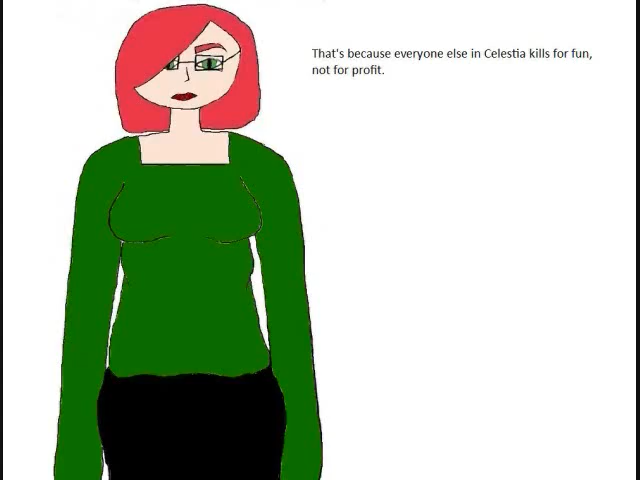 That's because everyone else in Celestia kills for fun,
not for profit.